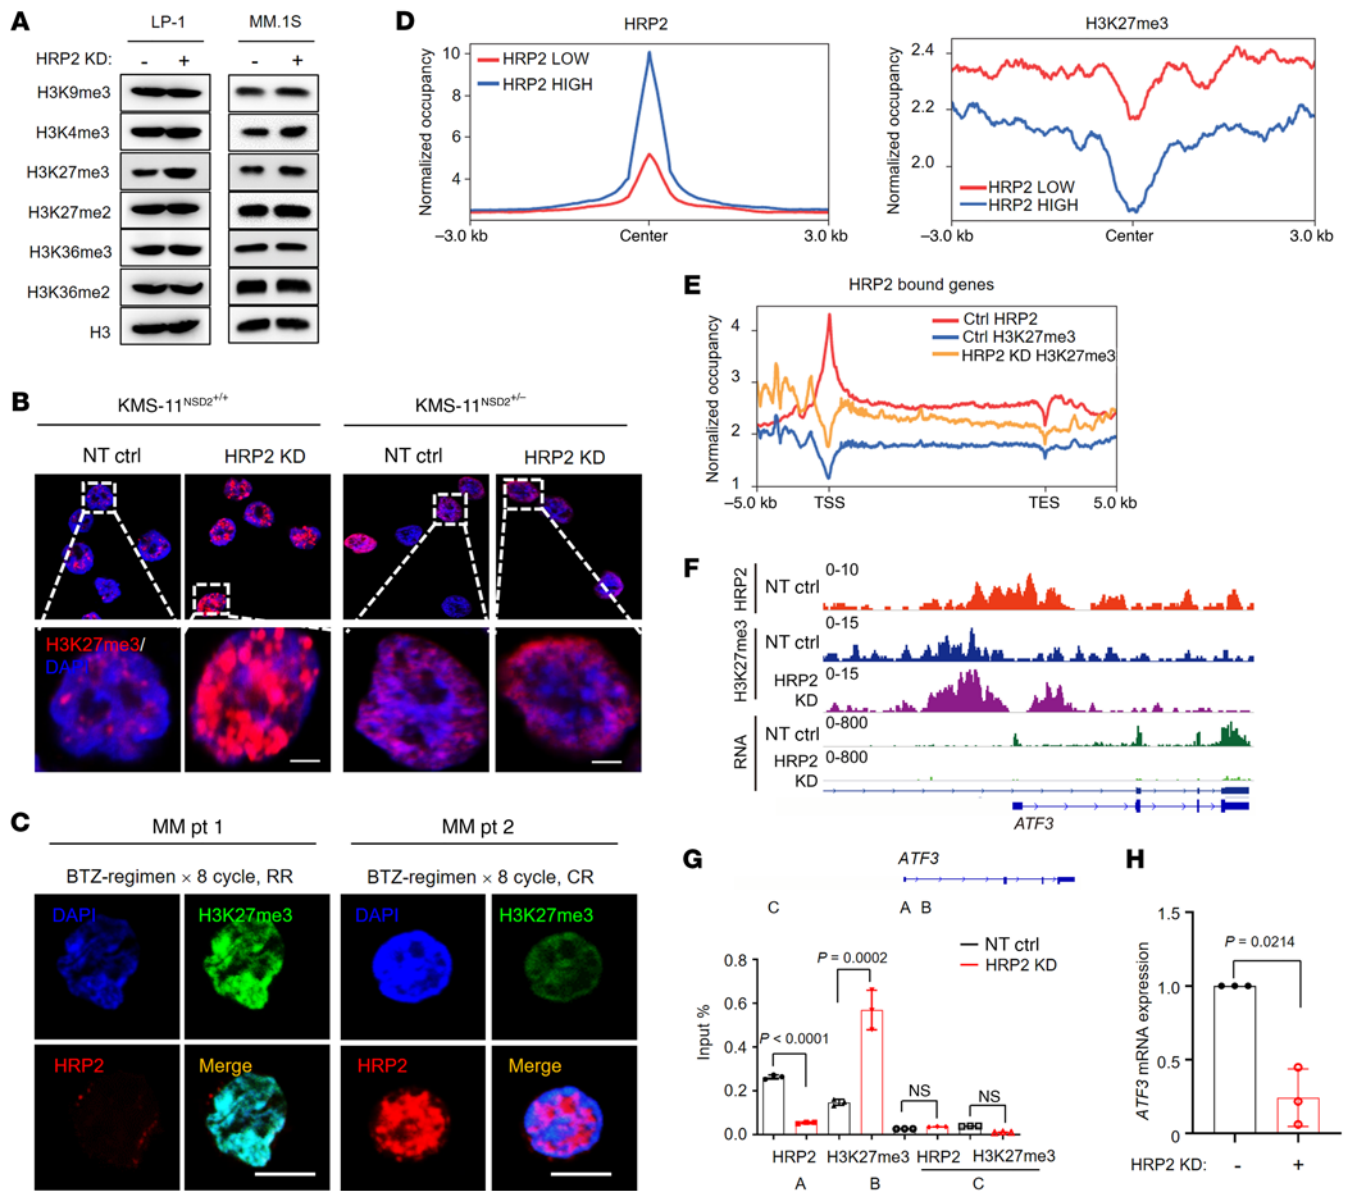 A
LP-1 MM.1S
HRP2 KD: - + - +
H3K9me3
H3K4me3
H3K27me3
H3K27me2
H3K36me3
H3K36me2
H3
B
KMS-11^NSD2+/+ KMS-11^NSD2+/–
NT ctrl HRP2 KD NT ctrl HRP2 KD
H3K27me3/
DAPI
C
MM pt 1 MM pt 2
BTZ-regimen × 8 cycle, RR BTZ-regimen × 8 cycle, CR
DAPI H3K27me3 DAPI H3K27me3
HRP2 Merge HRP2 Merge
D
HRP2
Normalized occupancy
10
8
6
4
HRP2 LOW
HRP2 HIGH
–3.0 kb Center 3.0 kb
H3K27me3
Normalized occupancy
2.4
2.2
2.0
HRP2 LOW
HRP2 HIGH
–3.0 kb Center 3.0 kb
E
HRP2 bound genes
Normalized occupancy
4
3
2
1
Ctrl HRP2
Ctrl H3K27me3
HRP2 KD H3K27me3
–5.0 kb TSS TES 5.0 kb
F
HRP2
NT ctrl 0-10
H3K27me3
NT ctrl 0-15
HRP2 KD 0-15
RNA
NT ctrl 0-800
HRP2 KD 0-800
ATF3
G
ATF3
C A B
NT ctrl
HRP2 KD
Input %
0.8
0.6
0.4
0.2
0.0
P < 0.0001
P = 0.0002
NS
NS
HRP2 H3K27me3 HRP2 H3K27me3
A B C
H
ATF3 mRNA expression
1.5
1.0
0.5
0
P = 0.0214
HRP2 KD: - +